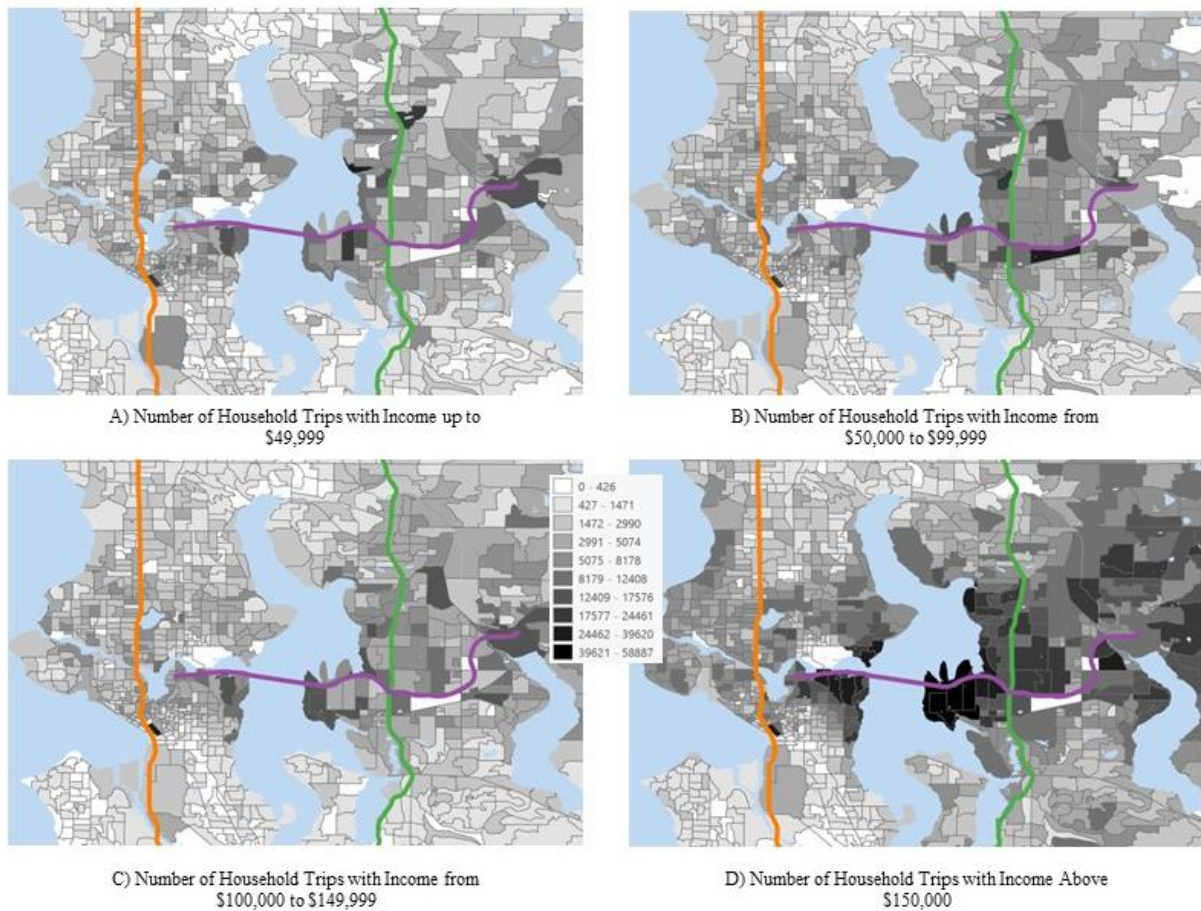 A) Number of Household Trips with Income up to
$49,999
B) Number of Household Trips with Income from
$50,000 to $99,999
0 - 426
427 - 1471
1472 - 2990
2991 - 5074
5075 - 8178
8179 - 12408
12409 - 17576
17577 - 24461
24462 - 39620
39621 - 58887
C) Number of Household Trips with Income from
$100,000 to $149,999
D) Number of Household Trips with Income Above
$150,000